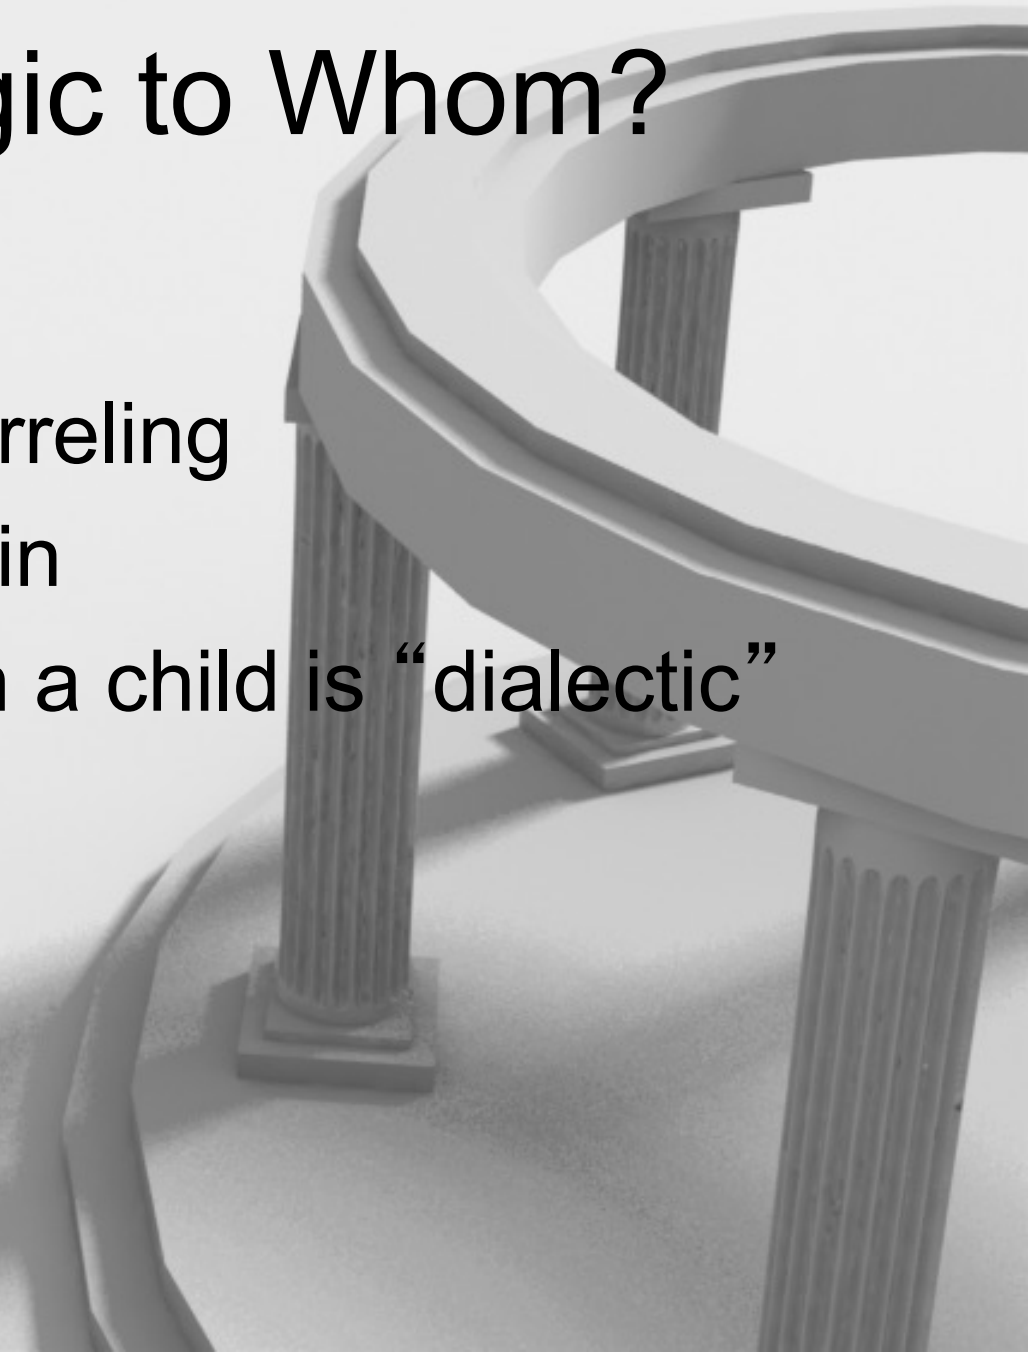 gic to Whom?
rreling
in
a child is “dialectic”